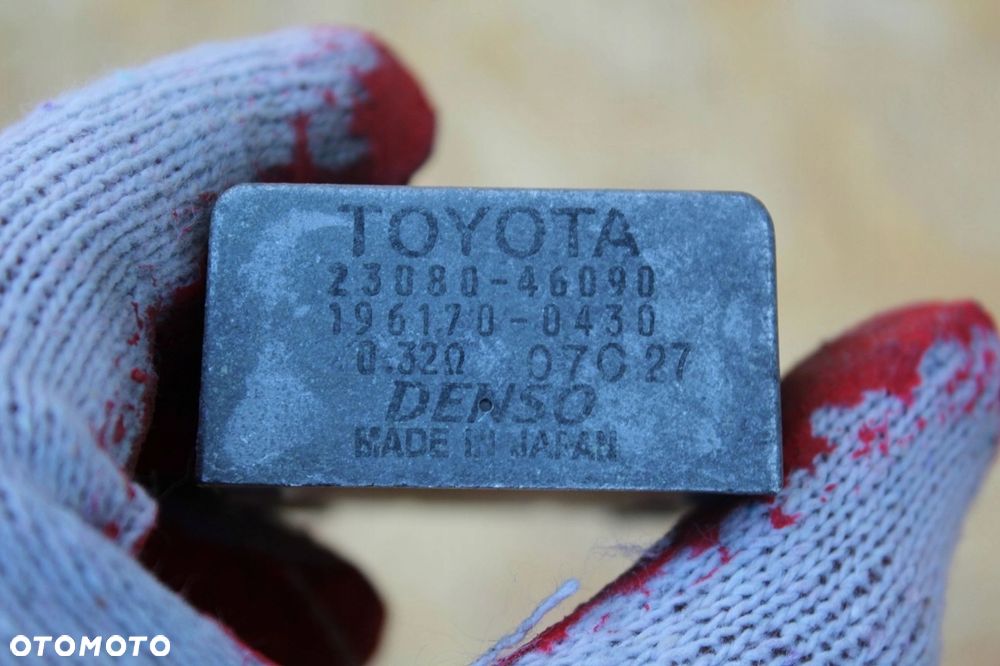 TOYOTA
23080-46090
196170-0430
0.32Ω 07C27
DENSO
MADE IN JAPAN
OTOMOTO